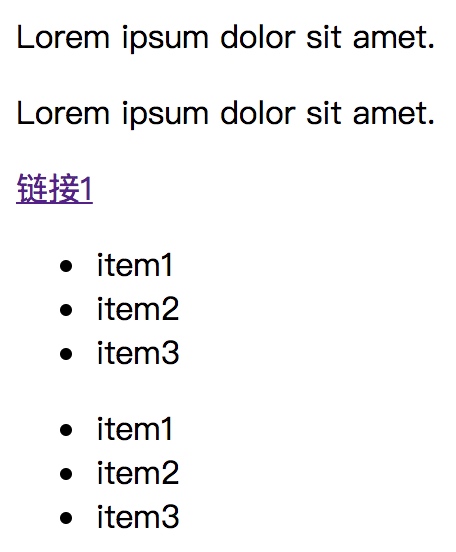 Lorem ipsum dolor sit amet.
Lorem ipsum dolor sit amet.
链接1
• item1
• item2
• item3
• item1
• item2
• item3